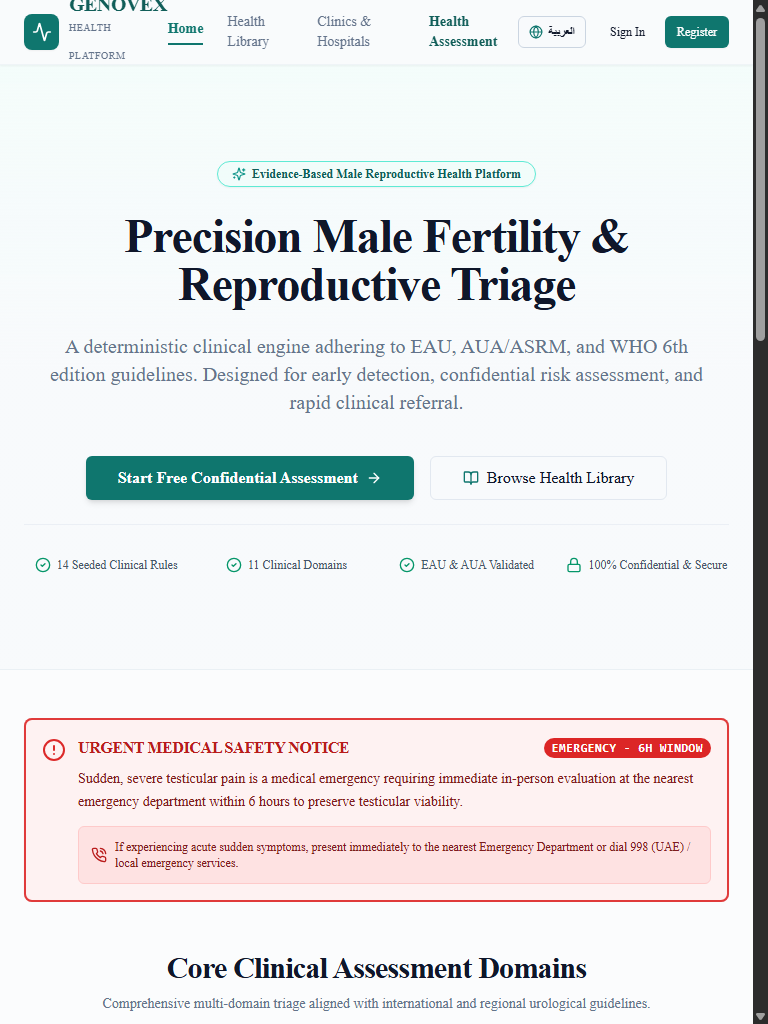 GENOVEX
HEALTH
PLATFORM
Home
Health
Library
Clinics &
Hospitals
Health
Assessment
العربية
Sign In
Register
Evidence-Based Male Reproductive Health Platform
Precision Male Fertility &
Reproductive Triage
A deterministic clinical engine adhering to EAU, AUA/ASRM, and WHO 6th
edition guidelines. Designed for early detection, confidential risk assessment, and
rapid clinical referral.
Start Free Confidential Assessment
Browse Health Library
14 Seeded Clinical Rules
11 Clinical Domains
EAU & AUA Validated
100% Confidential & Secure
URGENT MEDICAL SAFETY NOTICE
EMERGENCY - 6H WINDOW
Sudden, severe testicular pain is a medical emergency requiring immediate in-person evaluation at the nearest
emergency department within 6 hours to preserve testicular viability.
If experiencing acute sudden symptoms, present immediately to the nearest Emergency Department or dial 998 (UAE) /
local emergency services.
Core Clinical Assessment Domains
Comprehensive multi-domain triage aligned with international and regional urological guidelines.